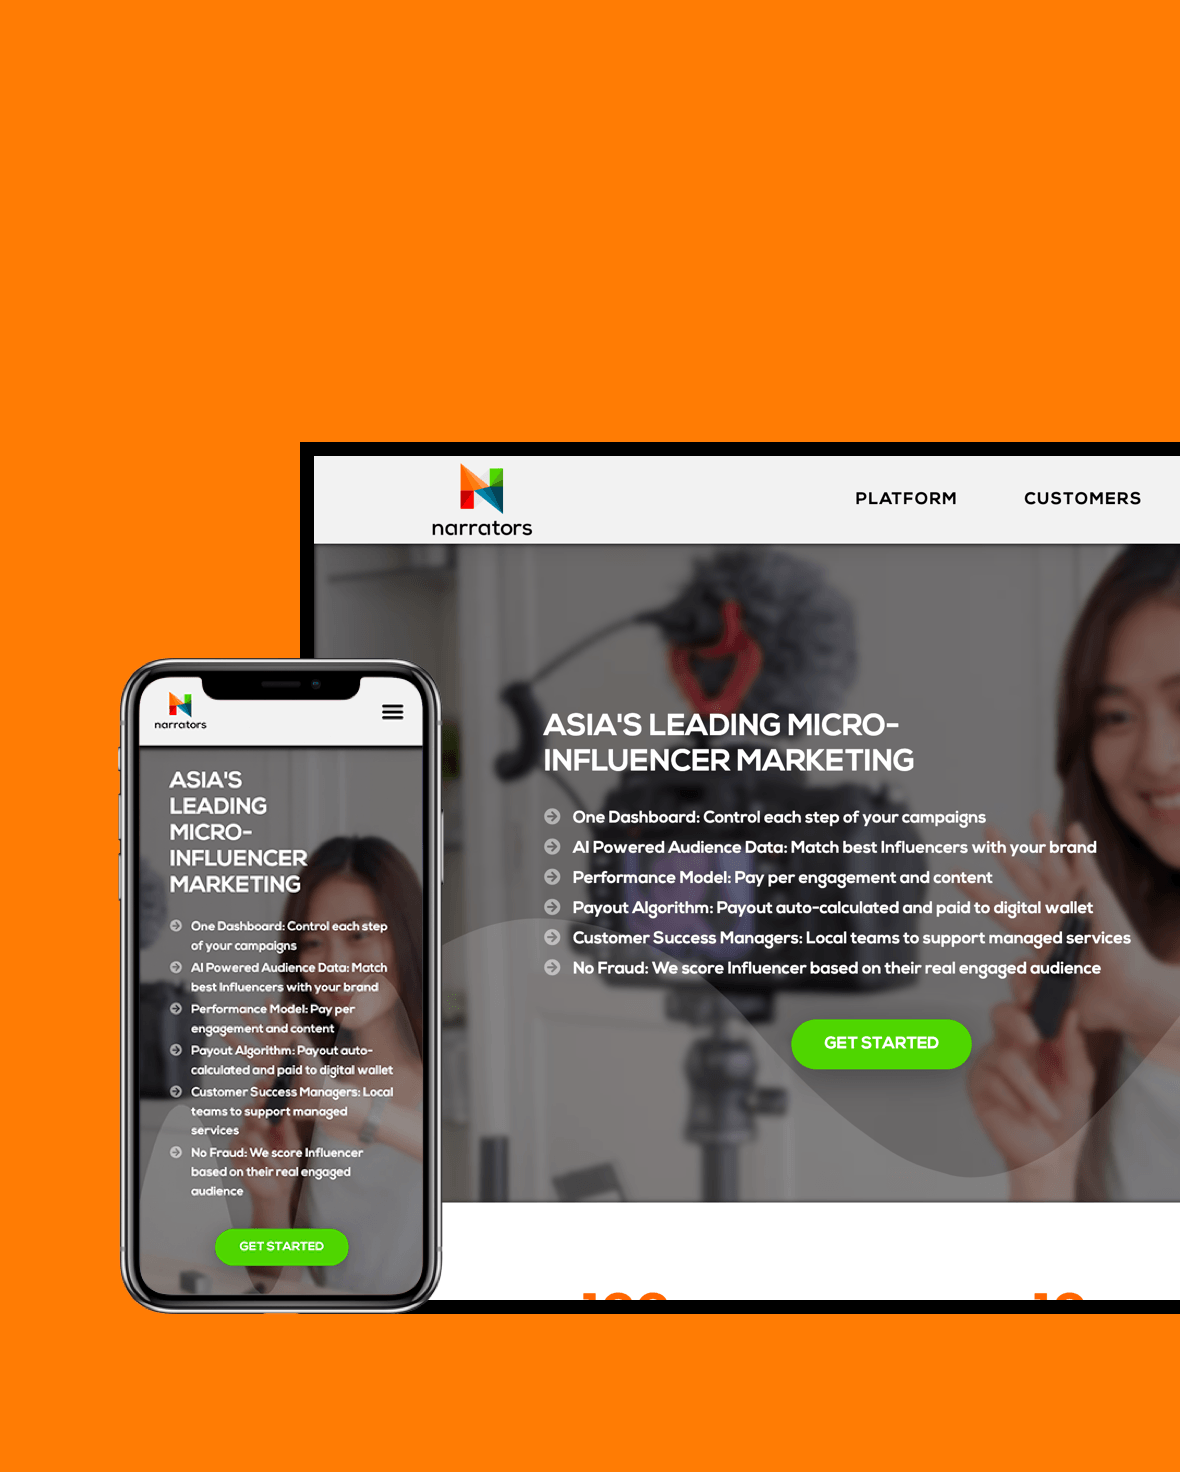 narrators
PLATFORM CUSTOMERS
ASIA'S LEADING MICRO-
INFLUENCER MARKETING
One Dashboard: Control each step of your campaigns
AI Powered Audience Data: Match best Influencers with your brand
Performance Model: Pay per engagement and content
Payout Algorithm: Payout auto-calculated and paid to digital wallet
Customer Success Managers: Local teams to support managed services
No Fraud: We score Influencer based on their real engaged audience
GET STARTED
narrators
ASIA'S
LEADING
MICRO-
INFLUENCER
MARKETING
One Dashboard: Control each step
of your campaigns
AI Powered Audience Data: Match
best Influencers with your brand
Performance Model: Pay per
engagement and content
Payout Algorithm: Payout auto-
calculated and paid to digital wallet
Customer Success Managers: Local
teams to support managed
services
No Fraud: We score Influencer
based on their real engaged
audience
GET STARTED